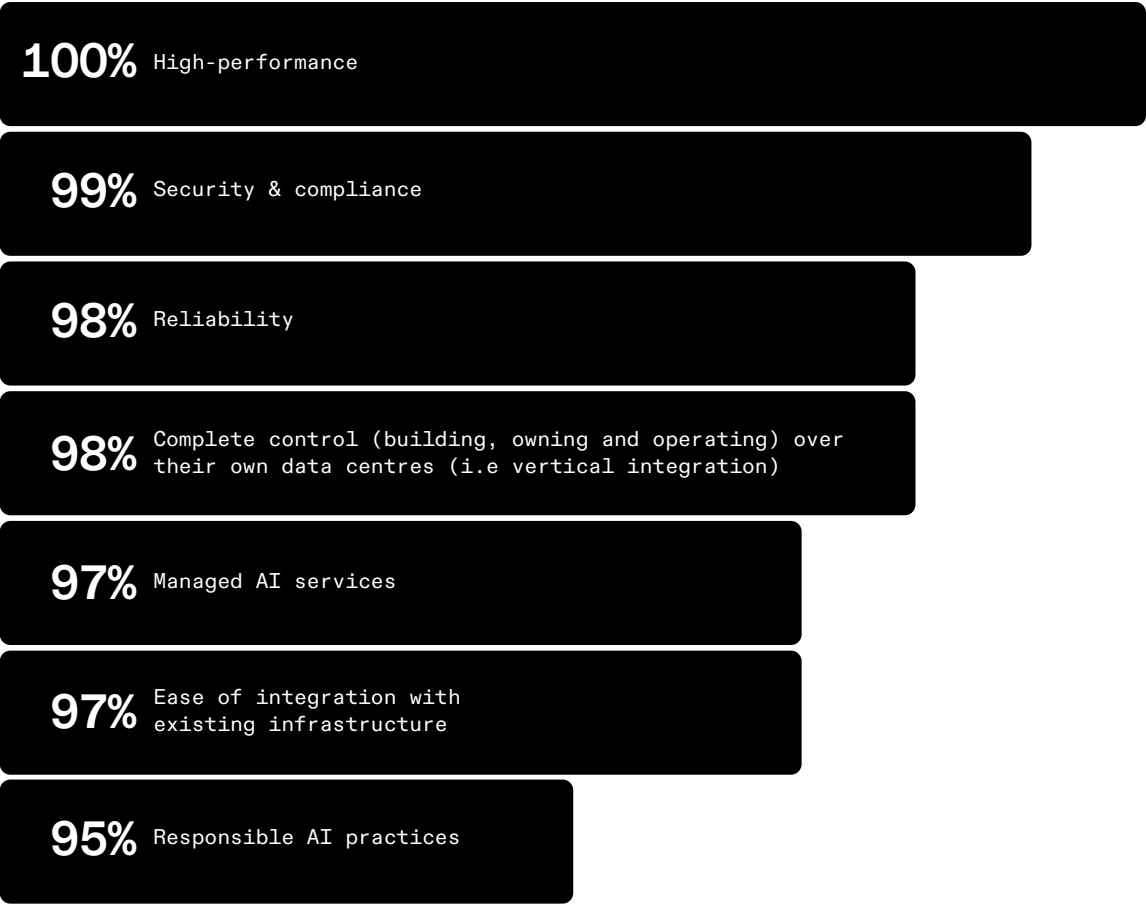 100% High-performance
99% Security & compliance
98% Reliability
98% Complete control (building, owning and operating) over
their own data centres (i.e vertical integration)
97% Managed AI services
97% Ease of integration with
existing infrastructure
95% Responsible AI practices